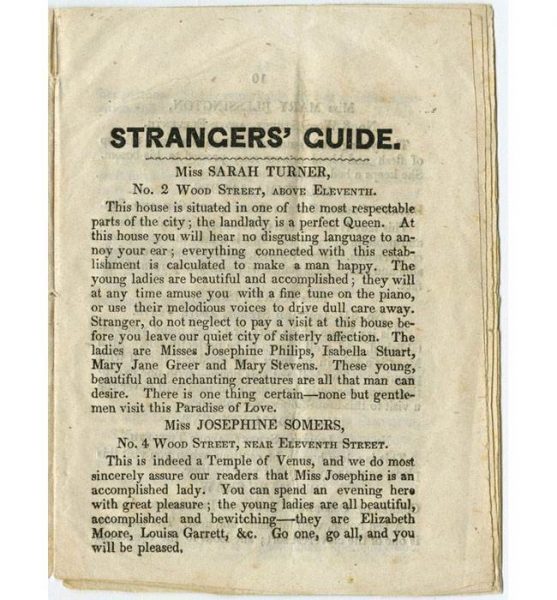 10
Miss MARY BLESSINGTON,
STRANGERS' GUIDE.
Miss SARAH TURNER,
No. 2 WOOD STREET, ABOVE ELEVENTH.
This house is situated in one of the most respectable
parts of the city; the landlady is a perfect Queen. At
this house you will hear no disgusting language to an-
noy your ear; everything connected with this estab-
lishment is calculated to make a man happy. The
young ladies are beautiful and accomplished; they will
at any time amuse you with a fine tune on the piano,
or use their melodious voices to drive dull care away.
Stranger, do not neglect to pay a visit at this house be-
fore you leave our quiet city of sisterly affection. The
ladies are Misses Josephine Philips, Isabella Stuart,
Mary Jane Greer and Mary Stevens. These young,
beautiful and enchanting creatures are all that man can
desire. There is one thing certain—none but gentle-
men visit this Paradise of Love.
Miss JOSEPHINE SOMERS,
No. 4 WOOD STREET, NEAR ELEVENTH STREET.
This is indeed a Temple of Venus, and we do most
sincerely assure our readers that Miss Josephine is an
accomplished lady. You can spend an evening here
with great pleasure; the young ladies are all beautiful,
accomplished and bewitching—they are Elizabeth
Moore, Louisa Garrett, &c. Go one, go all, and you
will be pleased.